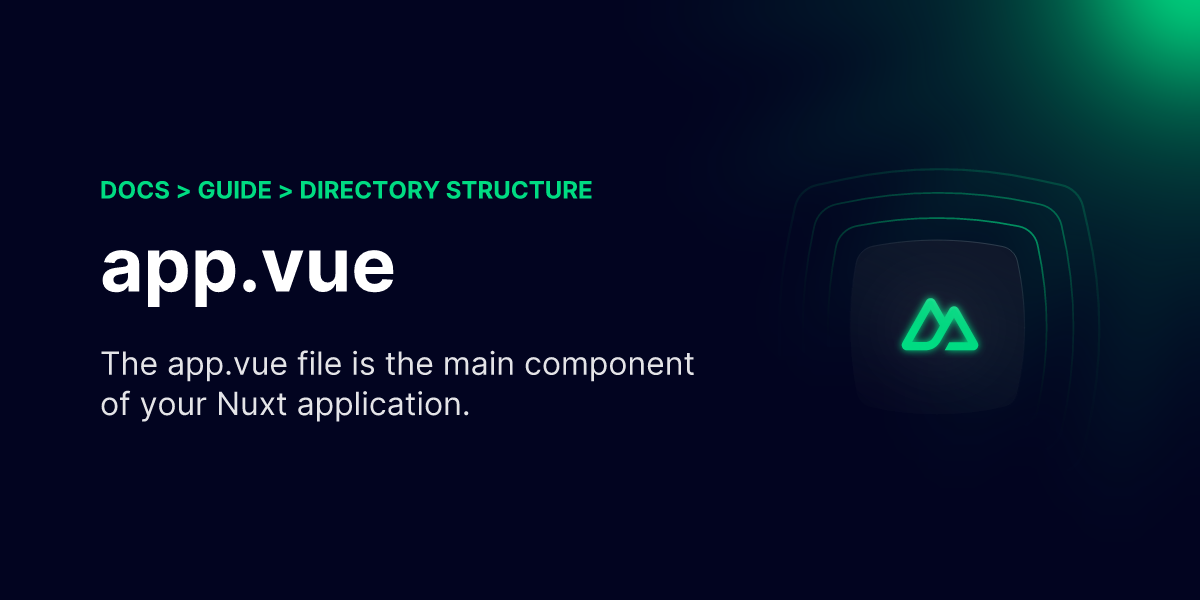 DOCS > GUIDE > DIRECTORY STRUCTURE
app.vue
The app.vue file is the main component
of your Nuxt application.